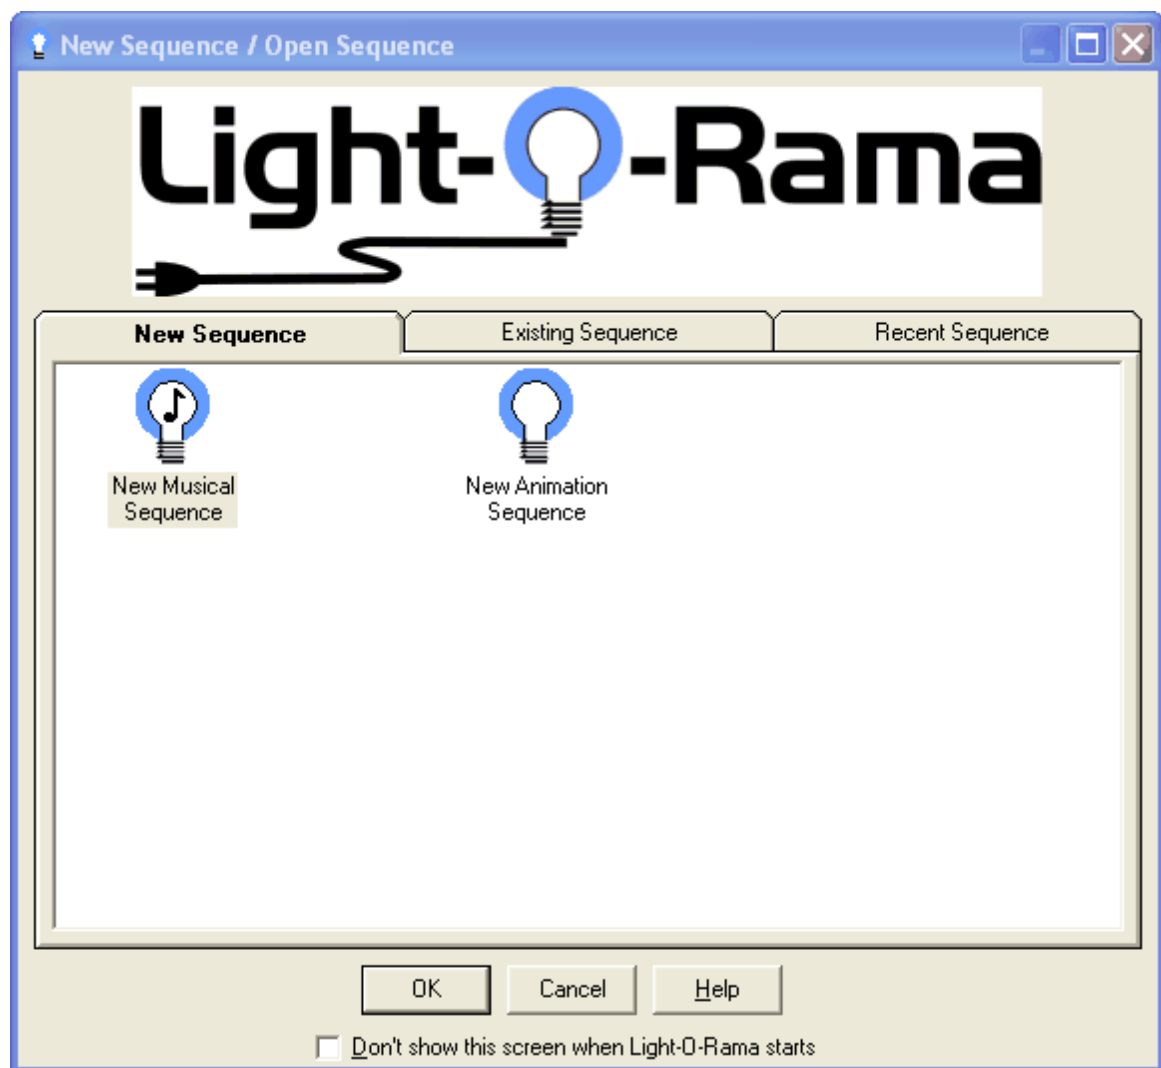 New Sequence / Open Sequence
Light-O-Rama
New Sequence
Existing Sequence
Recent Sequence
New Musical
Sequence
New Animation
Sequence
OK
Cancel
Help
Don't show this screen when Light-O-Rama starts